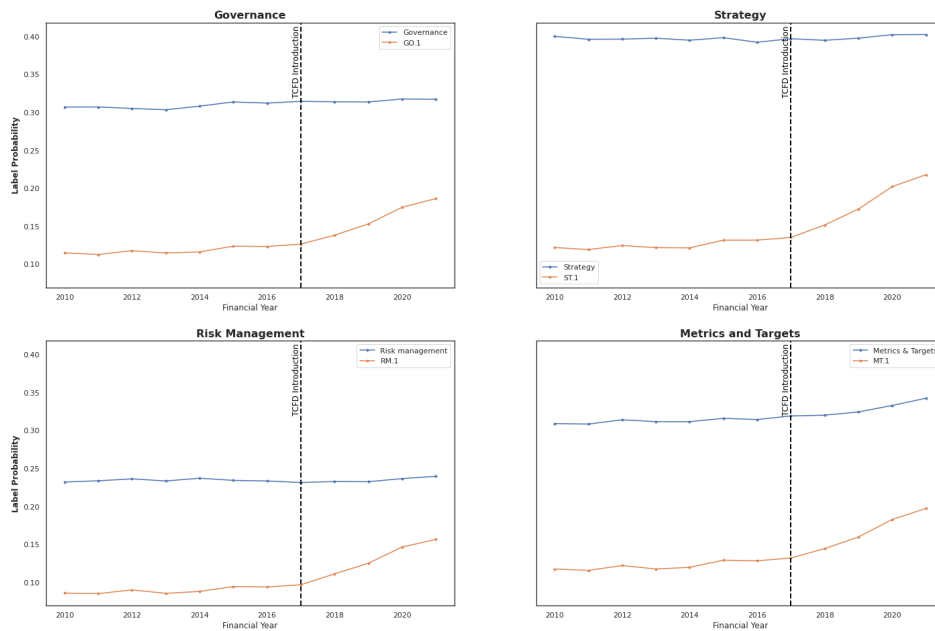 Governance
Label Probability
0.40
0.35
0.30
0.25
0.20
0.15
0.10
TCFD Introduction
Governance
GO.1
2010 2012 2014 2016 2018 2020
Financial Year
Strategy
TCFD Introduction
Strategy
ST.1
2010 2012 2014 2016 2018 2020
Financial Year
Risk Management
Label Probability
0.40
0.35
0.30
0.25
0.20
0.15
0.10
TCFD Introduction
Risk management
RM.1
2010 2012 2014 2016 2018 2020
Financial Year
Metrics and Targets
TCFD Introduction
Metrics & Targets
MT.1
2010 2012 2014 2016 2018 2020
Financial Year